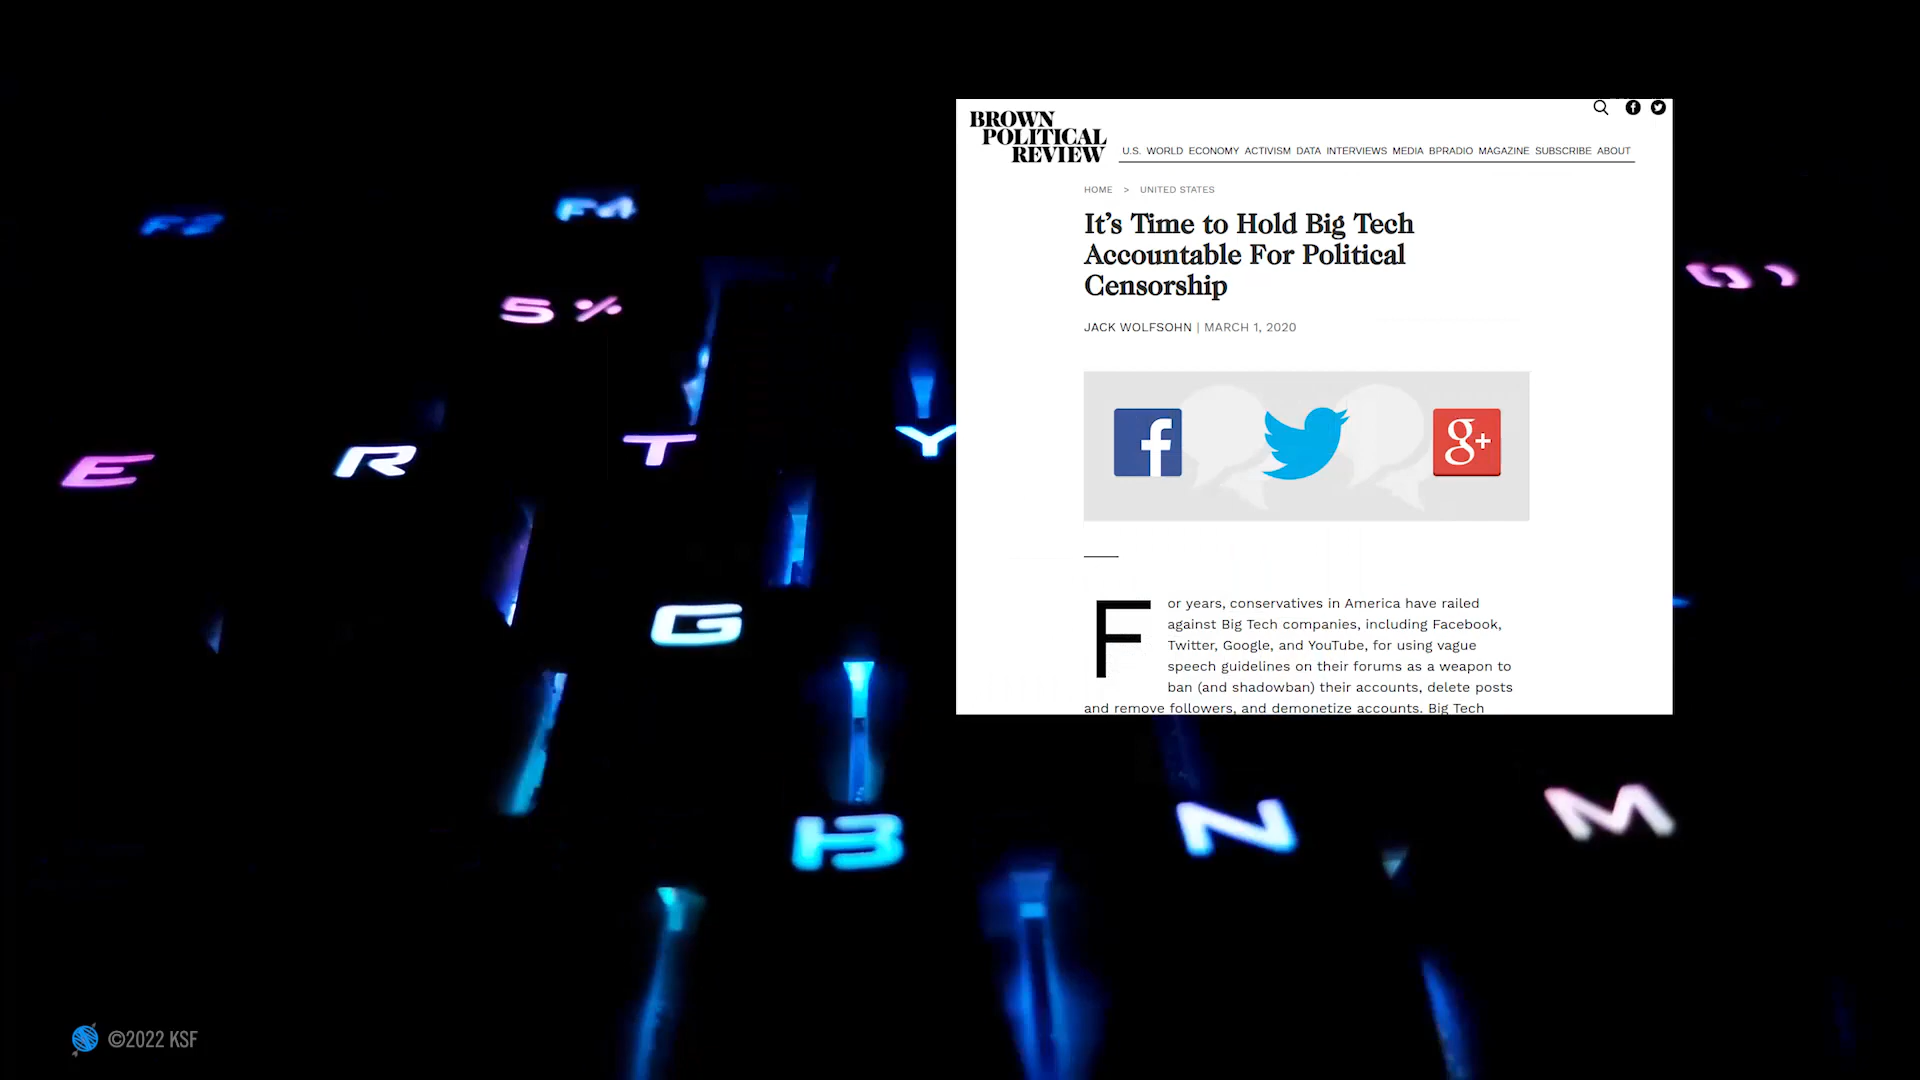 BROWN
POLITICAL
REVIEW
U.S. WORLD ECONOMY ACTIVISM DATA INTERVIEWS MEDIA BPRADIO MAGAZINE SUBSCRIBE ABOUT
HOME > UNITED STATES
It’s Time to Hold Big Tech
Accountable For Political
Censorship
JACK WOLFSOHN | MARCH 1, 2020
f
g+
For years, conservatives in America have railed
against Big Tech companies, including Facebook,
Twitter, Google, and YouTube, for using vague
speech guidelines on their forums as a weapon to
ban (and shadowban) their accounts, delete posts
and remove followers, and demonetize accounts. Big Tech
F4
5 %
E R T Y
G
B N M
©2022 KSF